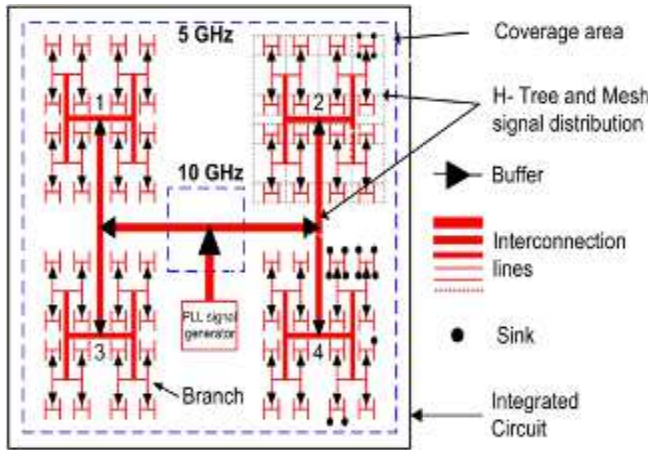 5 GHz
Coverage area
1
2
H- Tree and Mesh
signal distribution
10 GHz
Buffer
Interconnection
lines
PLL signal
generator
Sink
3
4
Branch
Integrated
Circuit